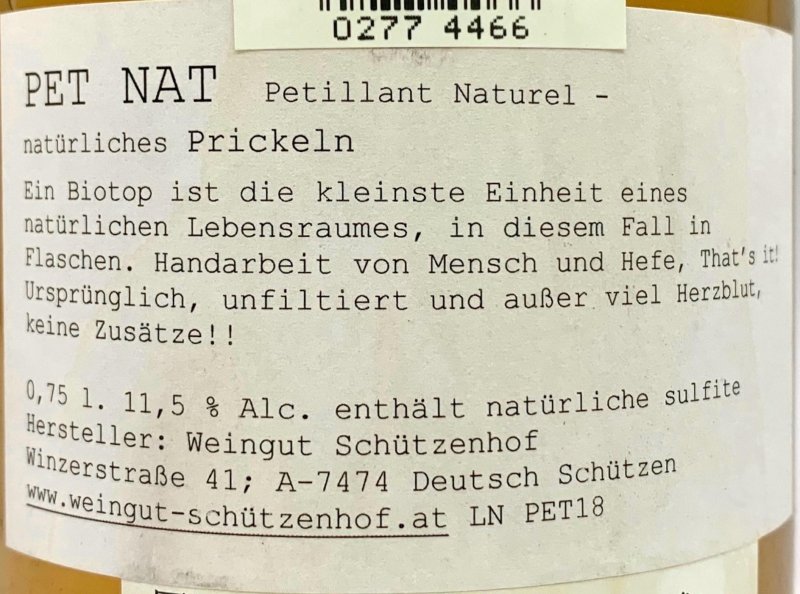 0277 4466
PET NAT Petillant Naturel -
natürliches Prickeln
Ein Biotop ist die kleinste Einheit eines
natürlichen Lebensraumes, in diesem Fall in
Flaschen. Handarbeit von Mensch und Hefe, That's it!
Ursprünglich, unfiltiert und außer viel Herzblut,
keine Zusätze!!
0,75 l. 11,5 % Alc. enthält natürliche sulfite
Hersteller: Weingut Schützenhof
Winzerstraße 41; A-7474 Deutsch Schützen
www.weingut-schützenhof.at LN PET18